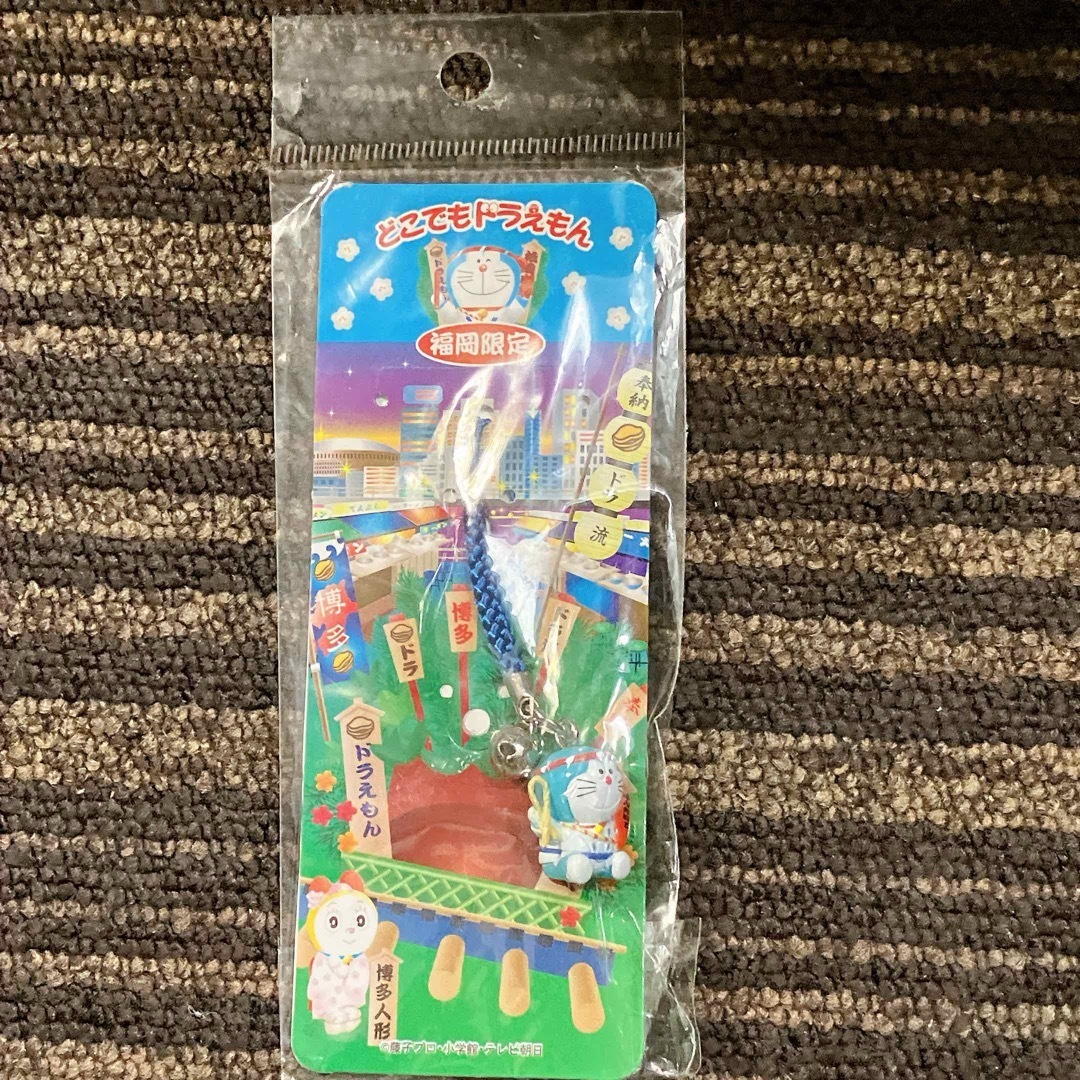 どこでもドラえもん
福岡限定
奉納
ドラ
流
博多
博多
ドラ
ドラえもん
博多人形
©藤子プロ・小学館・テレビ朝日